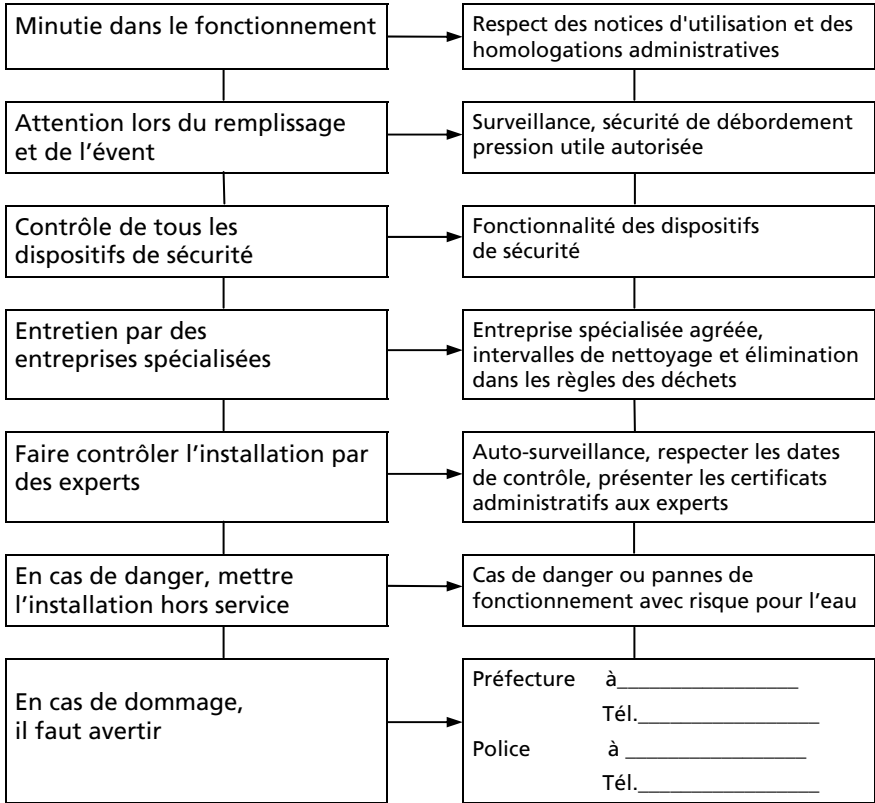 Minutie dans le fonctionnement
Respect des notices d'utilisation et des
homologations administratives
Attention lors du remplissage
et de l'évent
Surveillance, sécurité de débordement
pression utile autorisée
Contrôle de tous les
dispositifs de sécurité
Fonctionnalité des dispositifs
de sécurité
Entretien par des
entreprises spécialisées
Entreprise spécialisée agréée,
intervalles de nettoyage et élimination
dans les règles des déchets
Faire contrôler l'installation par
des experts
Auto-surveillance, respecter les dates
de contrôle, présenter les certificats
administratifs aux experts
En cas de danger, mettre
l'installation hors service
Cas de danger ou pannes de
fonctionnement avec risque pour l'eau
En cas de dommage,
il faut avertir
Préfecture à_________________
Tél._________________
Police à _________________
Tél._________________